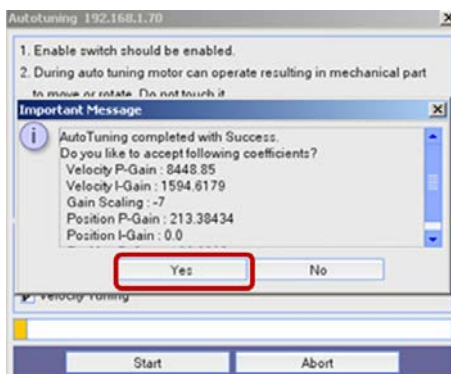 Autotuning 192.168.1.70
1. Enable switch should be enabled.
2. During auto tuning motor can operate resulting in mechanical part
to move or rotate. Do not touch it
Important Message
AutoTuning completed with Success.
Do you like to accept following coefficients?
Velocity P-Gain : 8448.85
Velocity I-Gain : 1594.6179
Gain Scaling : -7
Position P-Gain : 213.38434
Position I-Gain : 0.0
Yes No
Velocity Tuning
Start Abort